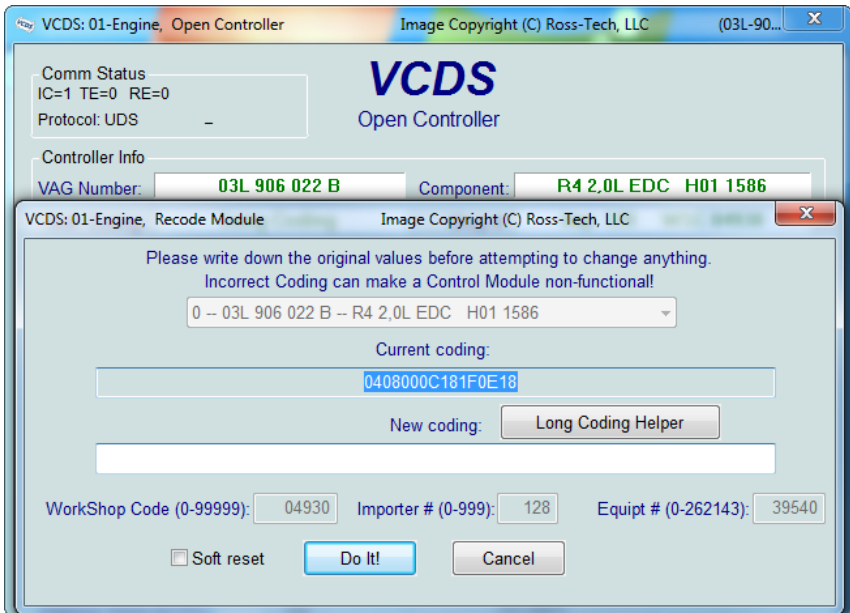 VCDS: 01-Engine, Open Controller Image Copyright (C) Ross-Tech, LLC (03L-90...
Comm Status
IC=1 TE=0 RE=0
Protocol: UDS –
VCDS
Open Controller
Controller Info
VAG Number: 03L 906 022 B Component: R4 2,0L EDC H01 1586
VCDS: 01-Engine, Recode Module Image Copyright (C) Ross-Tech, LLC
Please write down the original values before attempting to change anything.
Incorrect Coding can make a Control Module non-functional!
0 -- 03L 906 022 B -- R4 2,0L EDC H01 1586
Current coding:
0408000C181F0E18
New coding: Long Coding Helper
WorkShop Code (0-99999): 04930 Importer # (0-999): 128 Equipt # (0-262143): 39540
Soft reset Do It! Cancel